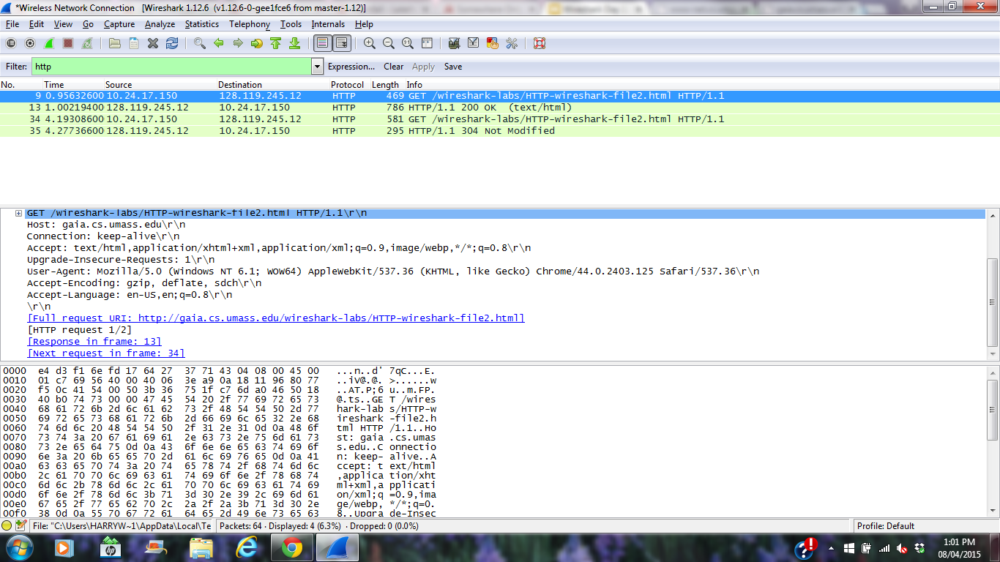 *Wireless Network Connection [Wireshark 1.12.6 (v1.12.6-0-gee1fce6 from master-1.12)]
File Edit View Go Capture Analyze Statistics Telephony Tools Internals Help
Filter: http Expression... Clear Apply Save
No. Time Source Destination Protocol Length Info
9 0.95632600 10.24.17.150 128.119.245.12 HTTP 469 GET /wireshark-labs/HTTP-wireshark-file2.html HTTP/1.1
13 1.00219400 128.119.245.12 10.24.17.150 HTTP 786 HTTP/1.1 200 OK (text/html)
34 4.19308600 10.24.17.150 128.119.245.12 HTTP 581 GET /wireshark-labs/HTTP-wireshark-file2.html HTTP/1.1
35 4.27736600 128.119.245.12 10.24.17.150 HTTP 295 HTTP/1.1 304 Not Modified
GET /wireshark-labs/HTTP-wireshark-file2.html HTTP/1.1\r\n
Host: gaia.cs.umass.edu\r\n
Connection: keep-alive\r\n
Accept: text/html,application/xhtml+xml,application/xml;q=0.9,image/webp,*/*;q=0.8\r\n
Upgrade-Insecure-Requests: 1\r\n
User-Agent: Mozilla/5.0 (Windows NT 6.1; WOW64) AppleWebKit/537.36 (KHTML, like Gecko) Chrome/44.0.2403.125 Safari/537.36\r\n
Accept-Encoding: gzip, deflate, sdch\r\n
Accept-Language: en-US,en;q=0.8\r\n
\r\n
[Full request URI: http://gaia.cs.umass.edu/wireshark-labs/HTTP-wireshark-file2.html]
[HTTP request 1/2]
[Response in frame: 13]
[Next request in frame: 34]
0000 e4 d3 f1 6e fd 17 64 27 37 71 43 04 08 00 45 00 ...n..d' 7qC...E.
0010 01 c7 69 56 40 00 40 06 3e a9 0a 18 11 96 80 77 ..iV@.@. >......w
0020 f5 0c 41 54 00 50 3b 36 75 1f c7 6d a0 46 50 18 ..AT.P;6 u..m.FP.
0030 40 b0 74 73 00 00 47 45 54 20 2f 77 69 72 65 73 @.ts..GE T /wires
0040 68 61 72 6b 2d 6c 61 62 73 2f 48 54 54 50 2d 77 hark-lab s/HTTP-w
0050 69 72 65 73 68 61 72 6b 2d 66 69 6c 65 32 2e 68 ireshark -file2.h
0060 74 6d 6c 20 48 54 54 50 2f 31 2e 31 0d 0a 48 6f tml HTTP /1.1..Ho
0070 73 74 3a 20 67 61 69 61 2e 63 73 2e 75 6d 61 73 st: gaia .cs.umas
0080 73 2e 65 64 75 0d 0a 43 6f 6e 6e 65 63 74 69 6f s.edu..C onnectio
0090 6e 3a 20 6b 65 65 70 2d 61 6c 69 76 65 0d 0a 41 n: keep- alive..A
00a0 63 63 65 70 74 3a 20 74 65 78 74 2f 68 74 6d 6c ccept: t ext/html
00b0 2c 61 70 70 6c 69 63 61 74 69 6f 6e 2f 78 68 74 ,applica tion/xht
00c0 6d 6c 2b 78 6d 6c 2c 61 70 70 6c 69 63 61 74 69 ml+xml,a pplicati
00d0 6f 6e 2f 78 6d 6c 3b 71 3d 30 2e 39 2c 69 6d 61 on/xml;q =0.9,ima
00e0 67 65 2f 77 65 62 70 2c 2a 2f 2a 3b 71 3d 30 2e ge/webp, */*;q=0.
00f0 38 0d 0a 55 70 67 72 61 64 65 2d 49 6e 73 65 63 8..Upgra de-Insec
File: "C:\Users\HARRYW~1\AppData\Local\Te Packets: 64 · Displayed: 4 (6.3%) · Dropped: 0 (0.0%) Profile: Default
1:01 PM
08/04/2015